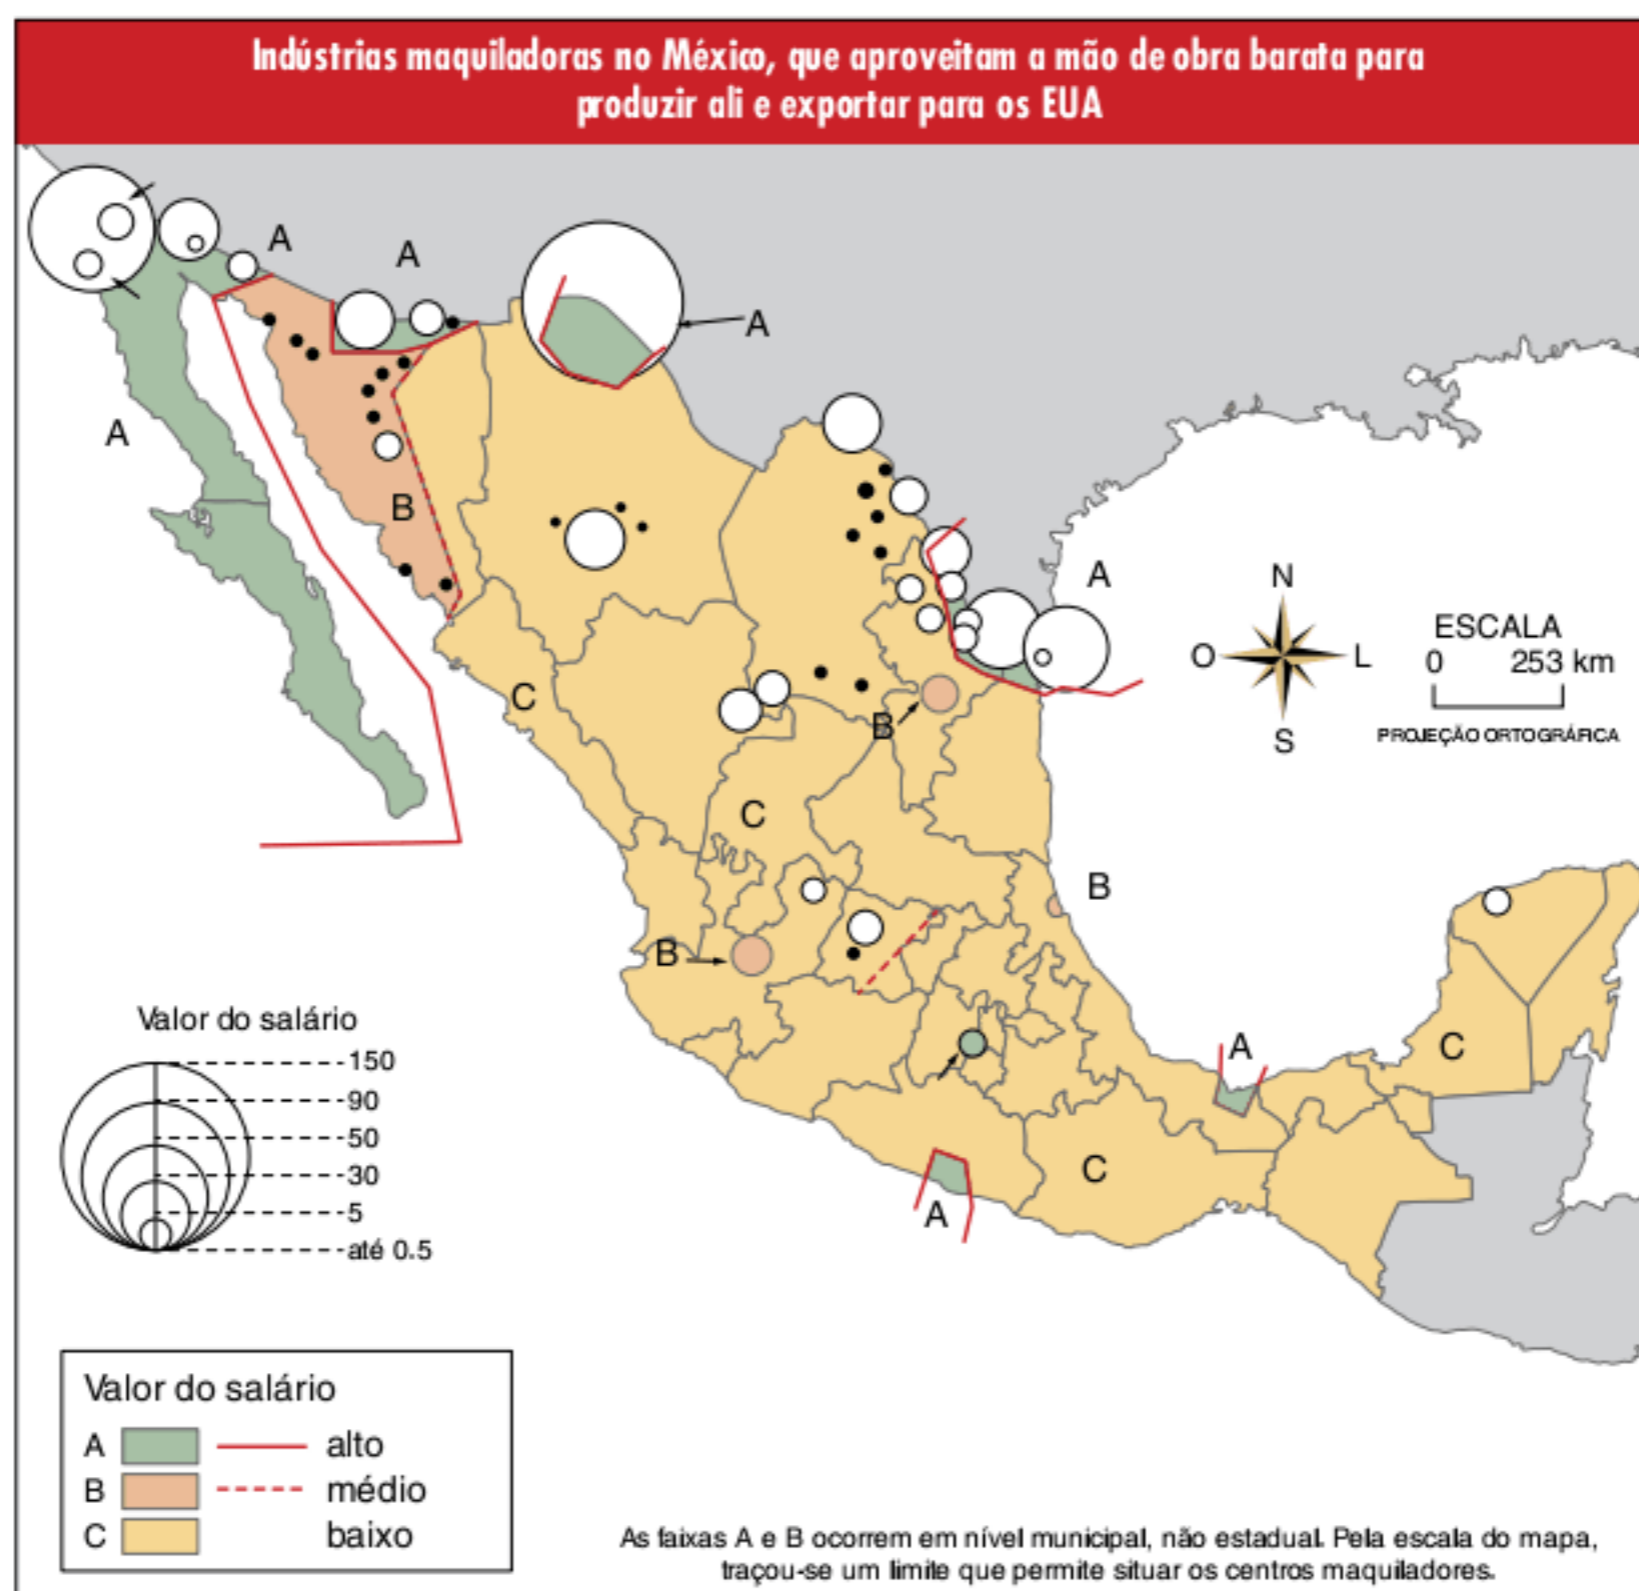 Indústrias maquiladoras no México, que aproveitam a mão de obra barata para
produzir ali e exportar para os EUA
A
A
A
A
B
A
N
O
L
S
ESCALA
0 253 km
PROJEÇÃO ORTOGRÁFICA
C
B
C
B
B
A
C
C
A
Valor do salário
150
90
50
30
5
até 0.5
Valor do salário
A alto
B médio
C baixo
As faixas A e B ocorrem em nível municipal, não estadual. Pela escala do mapa,
traçou-se um limite que permite situar os centros maquiladores.